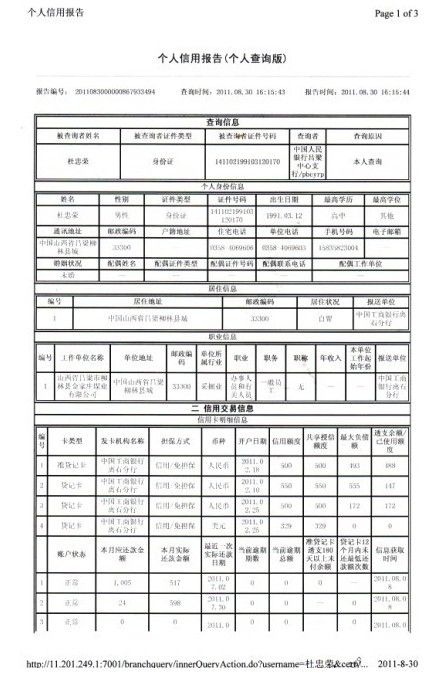 个人信用报告 Page 1 of 3
个人信用报告(个人查询版)
报告编号: 2011083000000867933494 查询时间: 2011.08.30 16:15:43 报告时间: 2011.08.30 16:16:44
查询信息
被查询者姓名 被查询者证件类型 被查询者证件号码 查询者 查询原因
杜忠荣 身份证 141102199103120170 中国人民银行吕梁中心支行/pbcyrp 本人查询
个人身份信息
姓名 性别 证件类型 证件号码 出生日期 最高学历 最高学位
杜忠荣 男性 身份证 141102199103120170 1991.03.12 高中 其他
通讯地址 邮政编码 户籍地址 住宅电话 单位电话 手机号码 电子邮箱
中国山西省吕梁柳林县城 33300 -- 0358-4069606 0358-4069603 15835823004 --
婚姻状况 配偶姓名 配偶证件类型 配偶证件号码 配偶联系电话 配偶工作单位
未婚 -- -- -- -- --
居住信息
编号 居住地址 邮政编码 居住状况 报送单位
1 中国山西省吕梁柳林县城 33300 自置 中国工商银行离石分行
职业信息
编号 工作单位名称 单位地址 邮政编码 单位所属行业 职业 职务 职称 年收入 本单位工作起始年份 报送单位
1 中国山西省吕梁柳林县城 33300 采掘业 办事人员和有关人员 一般员工 无 -- -- 中国工商银行离石分行
二 信用交易信息
信用卡明细信息
编号 卡类型 发卡机构名称 担保方式 币种 开户日期 信用额度 共享授信额度 最大负债额 透支余额/已使用额度
1 准贷记卡 中国工商银行离石分行 信用/免担保 人民币 2011.02.18 500 500 493 488
2 贷记卡 中国工商银行离石分行 信用/免担保 人民币 2011.02.10 550 550 555 147
3 贷记卡 中国工商银行离石分行 信用/免担保 人民币 2011.02.25 500 500 172 172
4 贷记卡 中国工商银行离石分行 信用/免担保 美元 2011.02.25 329 329 0 0
账户状态 本月应还款金额 本月实际还款金额 最近一次实际还款日期 当前逾期期数 当前逾期总额 准贷记卡透支180天以上未付余额 贷记卡12个月内未还最低还款额次数 信息获取时间
1 正常 1,005 517 2011.07.02 0 0 0 -- 2011.08.08
2 正常 24 598 2011.07.30 0 0 -- 0 2011.08.08
3 正常 0 0 2011.0 0 0 -- 0 2011.08.0
http://11.201.249.1:7001/branchquery/innerQueryAction.do?username=杜忠荣&certy... 2011-8-30